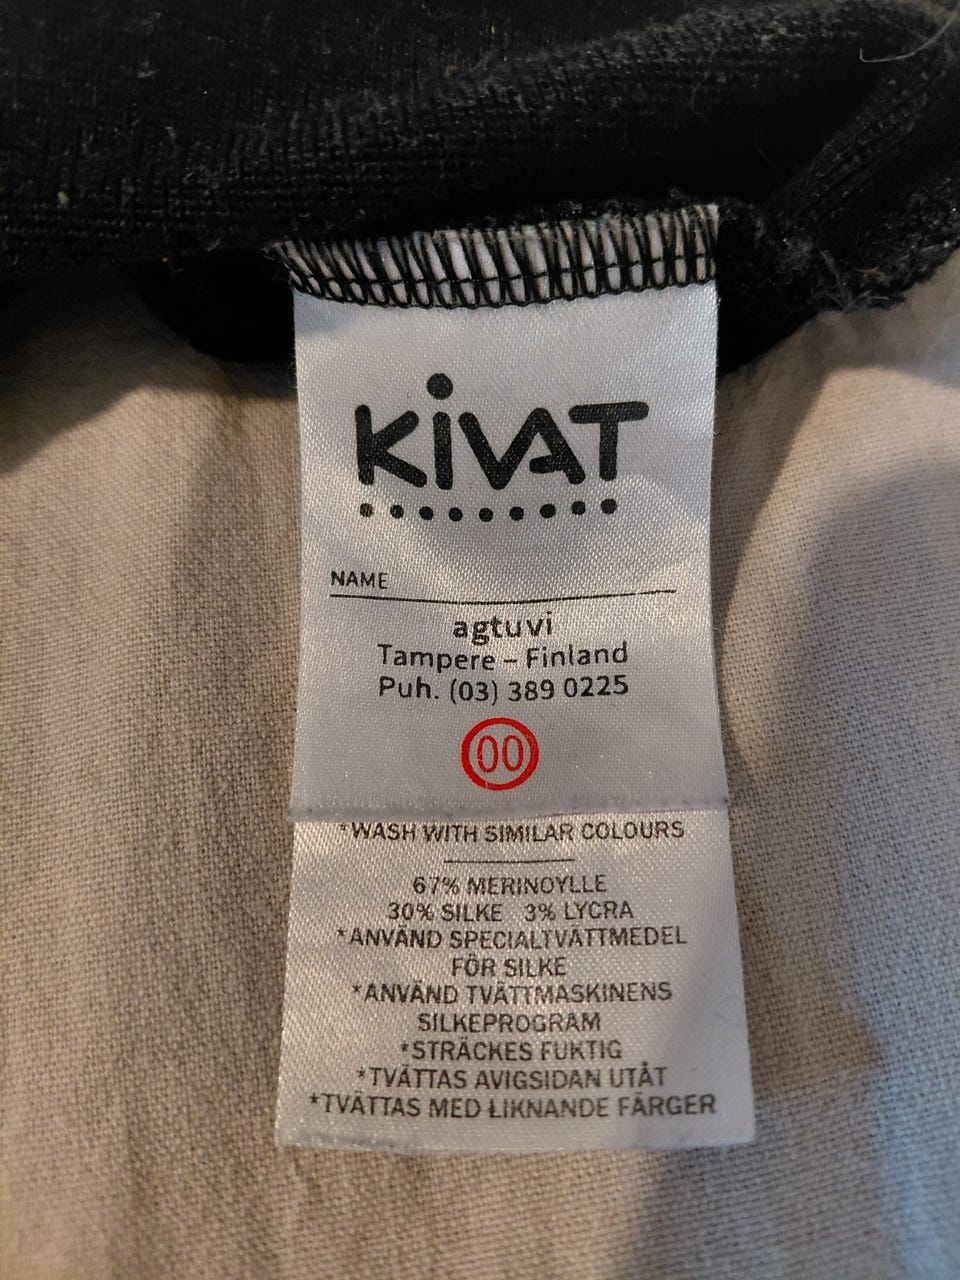 KiVAT
NAME
agtuvi
Tampere – Finland
Puh. (03) 389 0225
00
*WASH WITH SIMILAR COLOURS
67% MERINOYLLE
30% SILKE 3% LYCRA
*ANVÄND SPECIALTVÄTTMEDEL
FÖR SILKE
*ANVÄND TVÄTTMASKINENS
SILKEPROGRAM
*STRÄCKES FUKTIG
*TVÄTTAS AVIGSIDAN UTÅT
*TVÄTTAS MED LIKNANDE FÄRGER